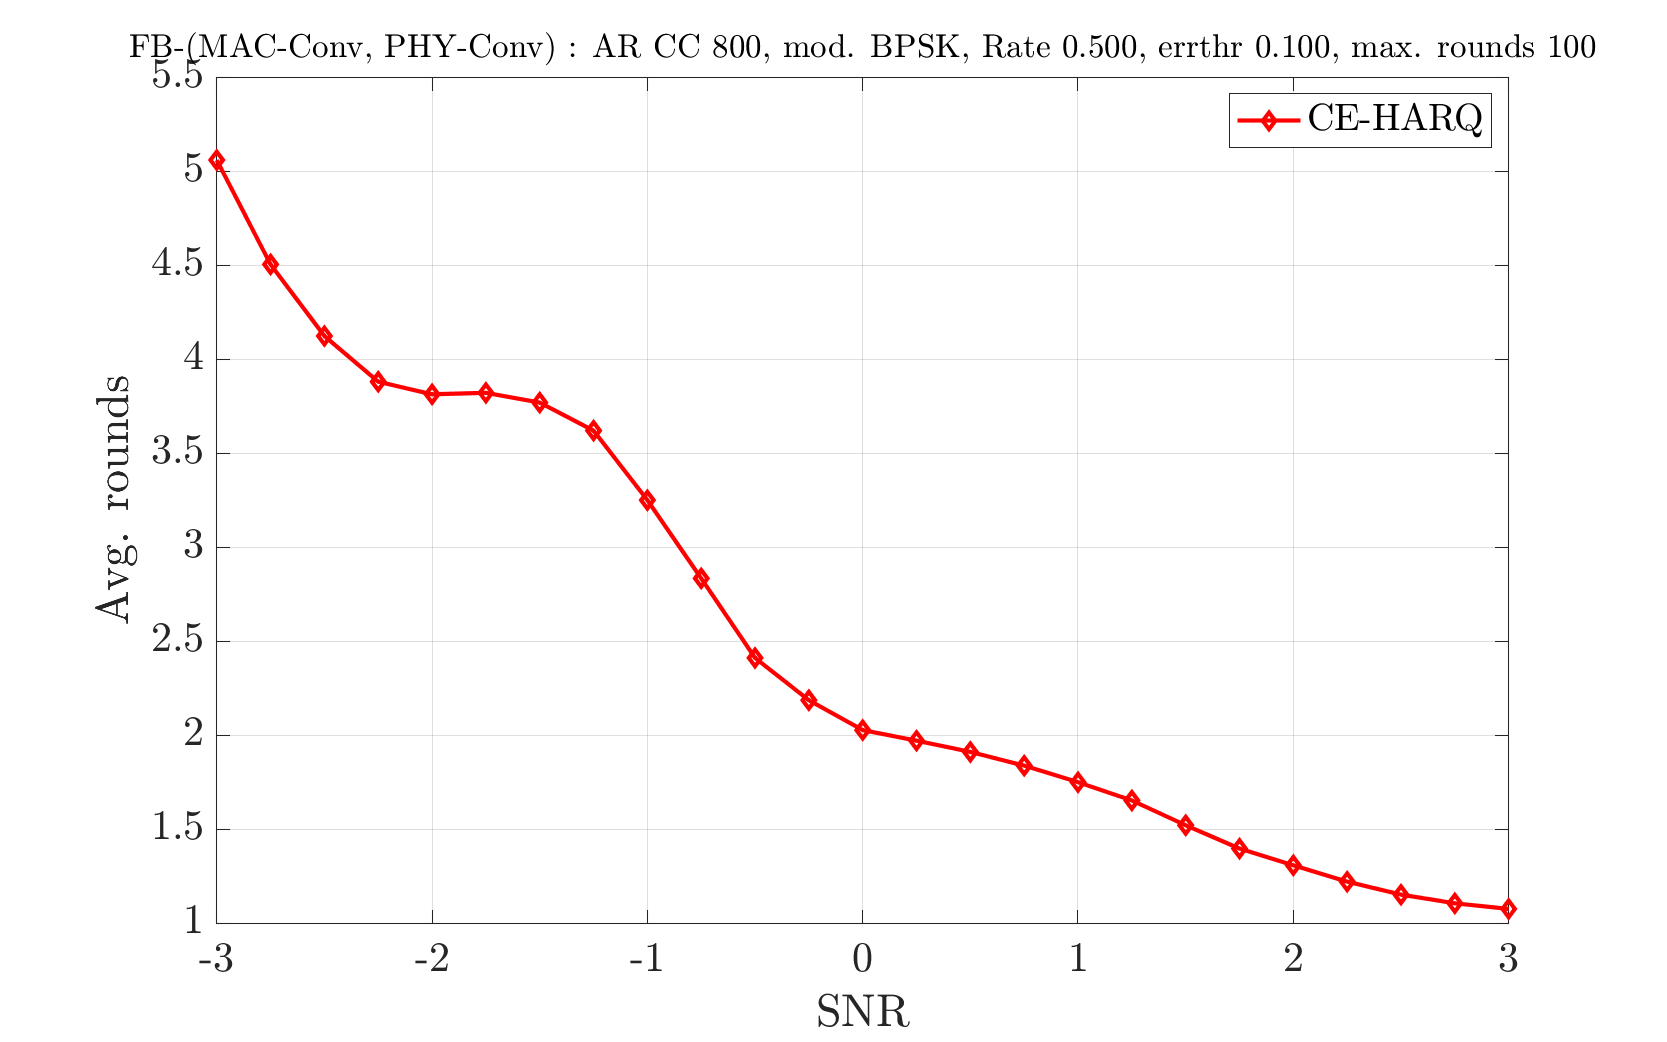 FB-(MAC-Conv, PHY-Conv) : AR CC 800, mod. BPSK, Rate 0.500, errthr 0.100, max. rounds 100
CE-HARQ
5.5
5
4.5
4
3.5
3
2.5
2
1.5
1
Avg. rounds
-3 -2 -1 0 1 2 3
SNR